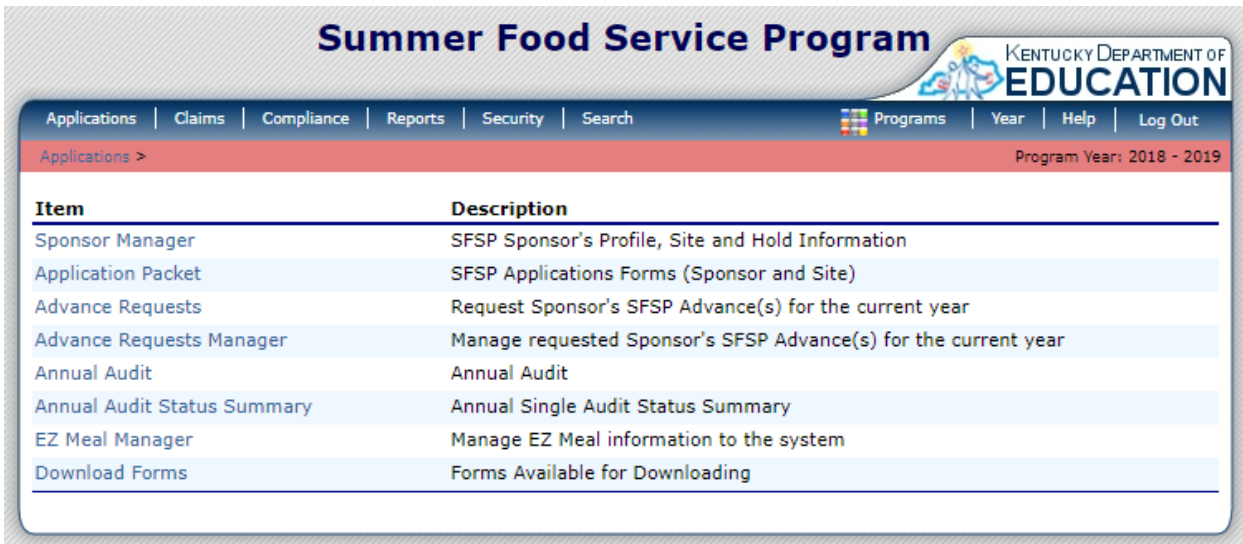 Summer Food Service Program
KENTUCKY DEPARTMENT OF
EDUCATION
Applications | Claims | Compliance | Reports | Security | Search Programs | Year | Help | Log Out
Applications > Program Year: 2018 - 2019
Item Description
Sponsor Manager SFSP Sponsor's Profile, Site and Hold Information
Application Packet SFSP Applications Forms (Sponsor and Site)
Advance Requests Request Sponsor's SFSP Advance(s) for the current year
Advance Requests Manager Manage requested Sponsor's SFSP Advance(s) for the current year
Annual Audit Annual Audit
Annual Audit Status Summary Annual Single Audit Status Summary
EZ Meal Manager Manage EZ Meal information to the system
Download Forms Forms Available for Downloading